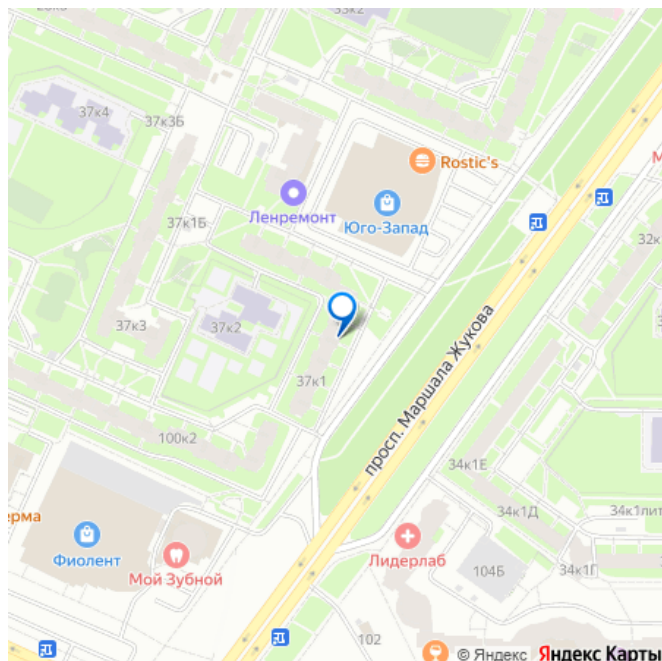 33к2
37к4
37к3Б
Rostic's
Ленремонт
37к1Б
Юго-Запад
32к
37к2
37к3
просп. Маршала Жукова
37к1
100к2
34к1Е
ерма
34к1Д
34к1лит
Фиолент
Мой Зубной
Лидерлаб
104Б
34к1Г
102
© Яндекс Яндекс Карты